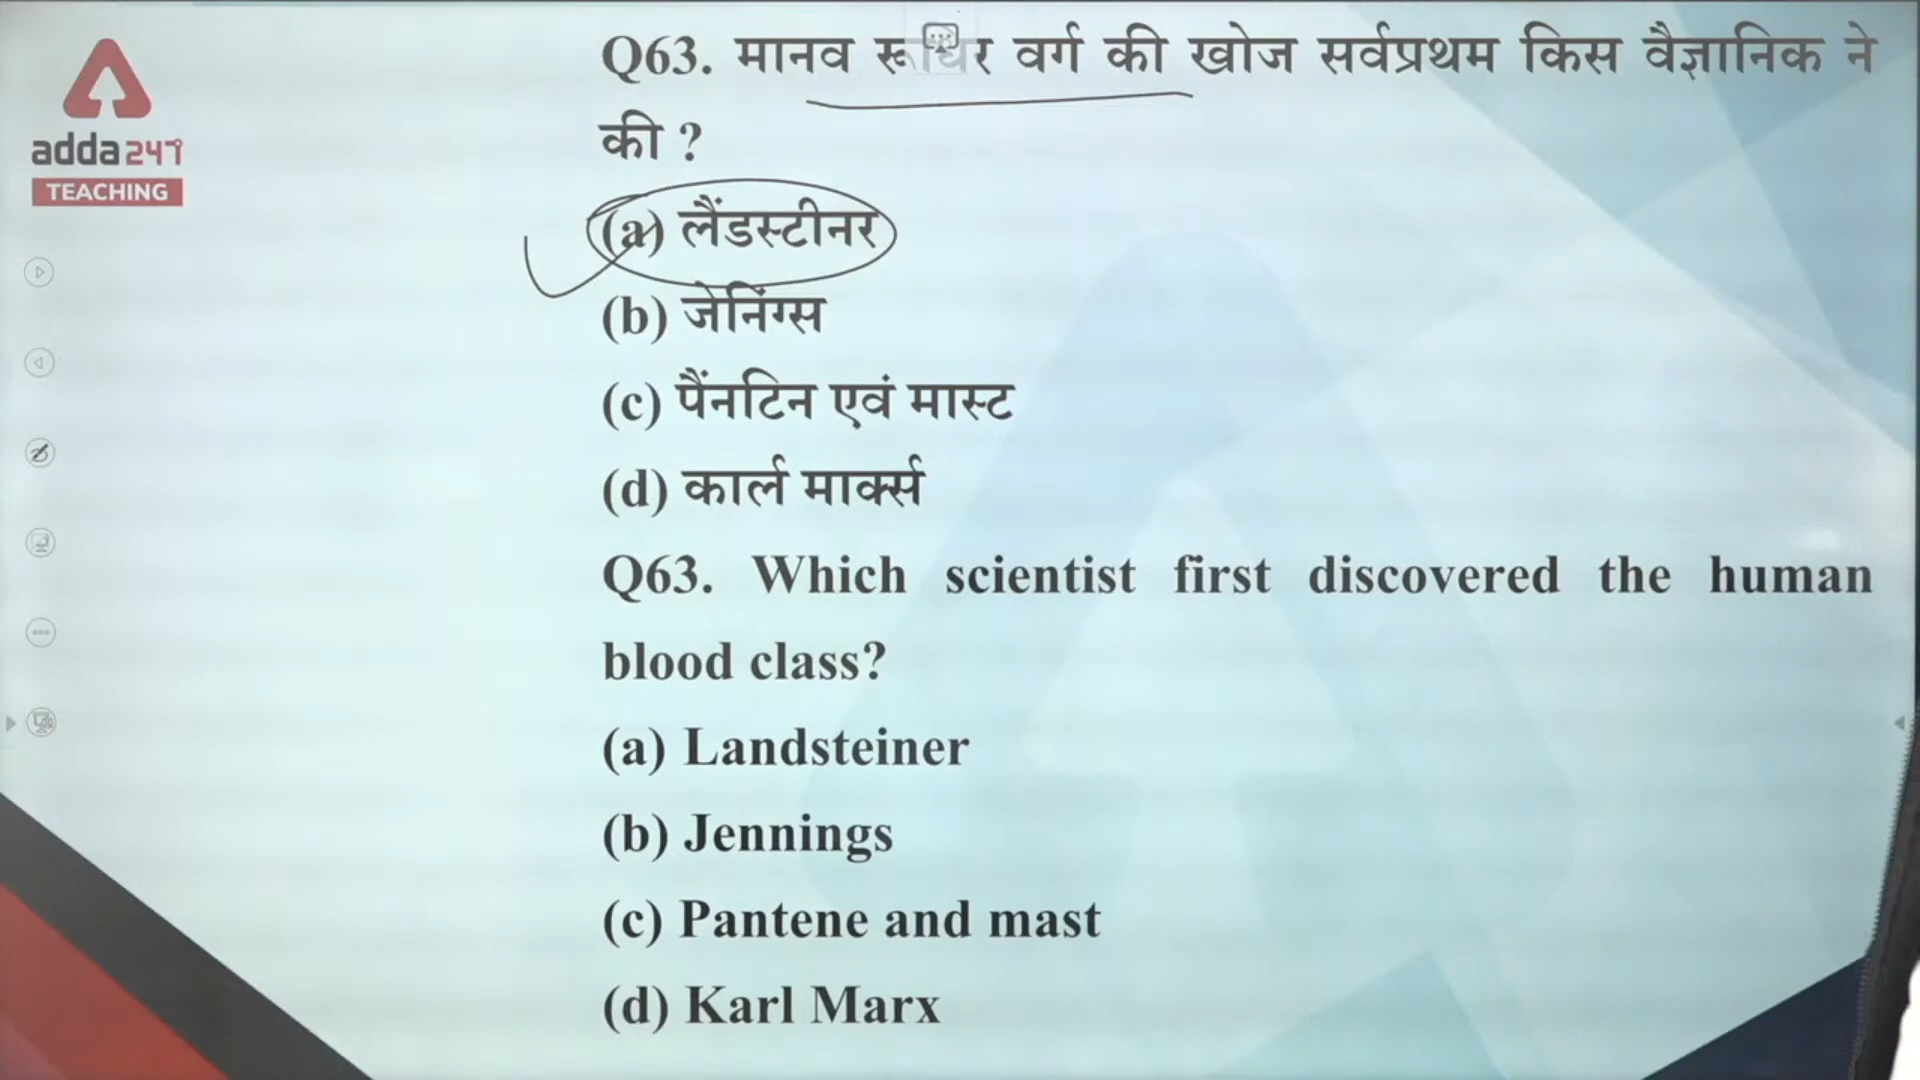 Q63. मानव रूधिर वर्ग की खोज सर्वप्रथम किस वैज्ञानिक ने
की ?
adda247
TEACHING
(a) लैंडस्टीनर
(b) जेनिंग्स
(c) पैंनटिन एवं मास्ट
(d) कार्ल मार्क्स
Q63. Which scientist first discovered the human
blood class?
(a) Landsteiner
(b) Jennings
(c) Pantene and mast
(d) Karl Marx